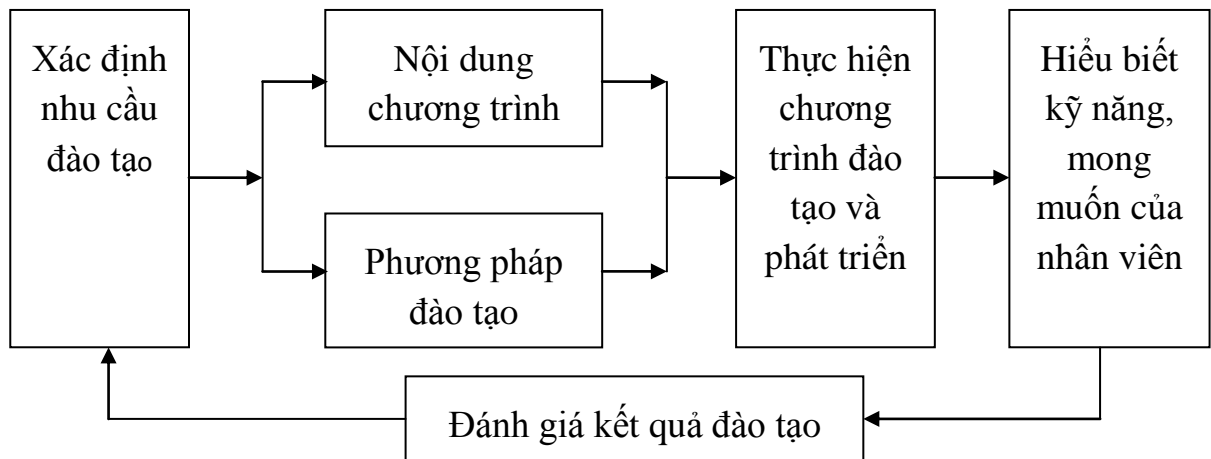 Xác định
nhu cầu
đào tạo
Nội dung
chương trình
Phương pháp
đào tạo
Thực hiện
chương
trình đào
tạo và
phát triển
Hiểu biết
kỹ năng,
mong
muốn của
nhân viên
Đánh giá kết quả đào tạo